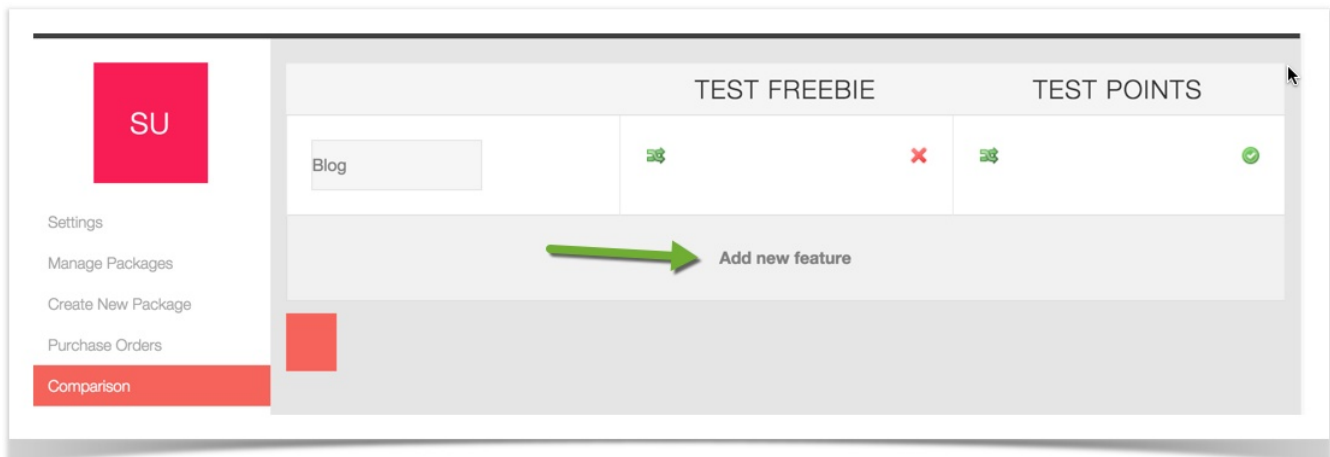 SU
Settings
Manage Packages
Create New Package
Purchase Orders
Comparison
TEST FREEBIE TEST POINTS
Blog
Add new feature